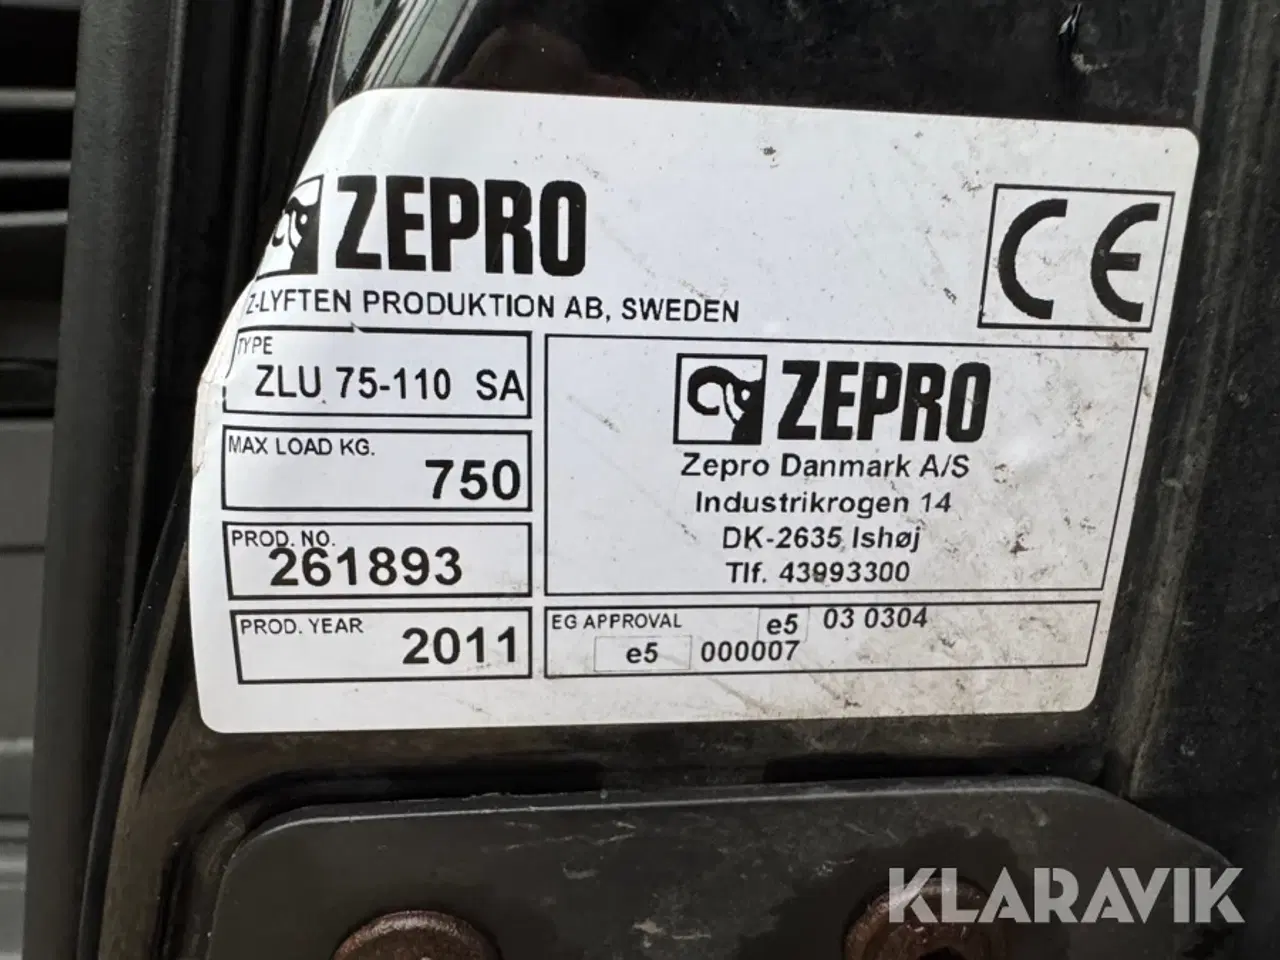 ZEPRO
Z-LYFTEN PRODUKTION AB, SWEDEN
CE
TYPE
ZLU 75-110 SA
MAX LOAD KG.
750
PROD. NO.
261893
PROD. YEAR
2011
ZEPRO
Zepro Danmark A/S
Industrikrogen 14
DK-2635 Ishøj
Tlf. 43993300
EG APPROVAL e5 03 0304
e5 000007
KLARAVIK